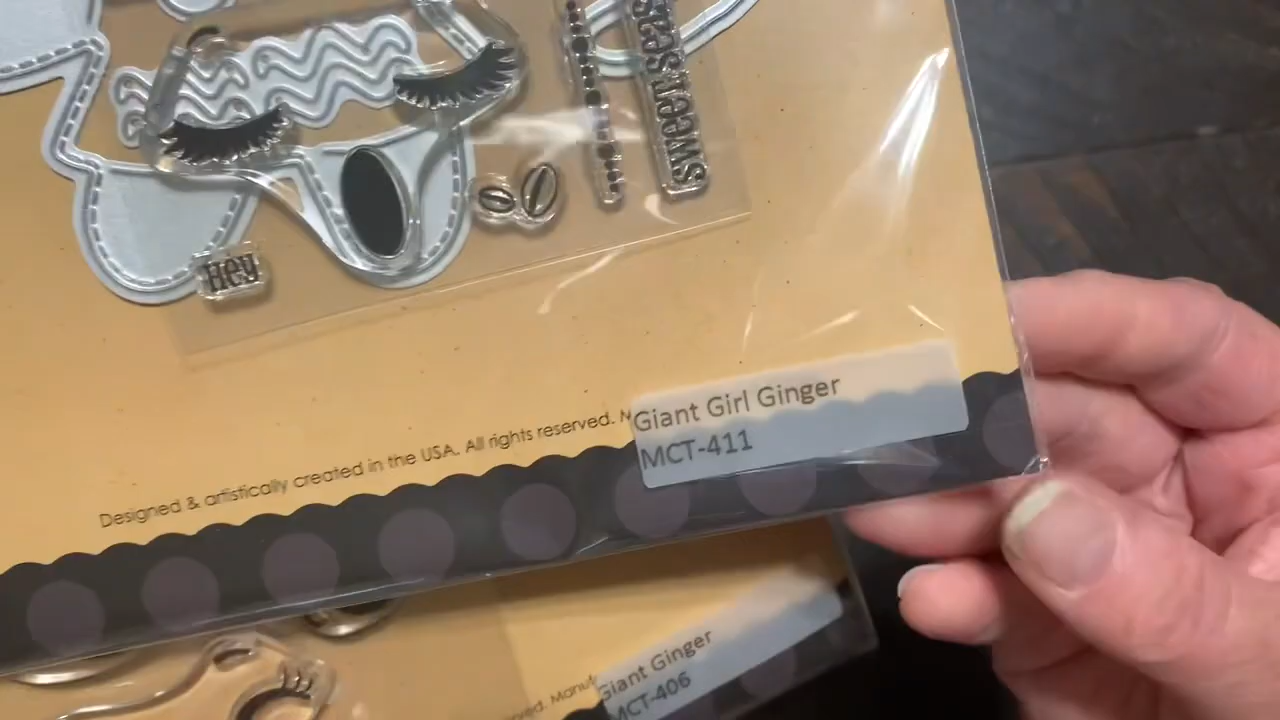 SWEET SEAS
Hey
Designed & artistically created in the USA. All rights reserved.
Giant Girl Ginger
MCT-411
Giant Ginger
MCT-406